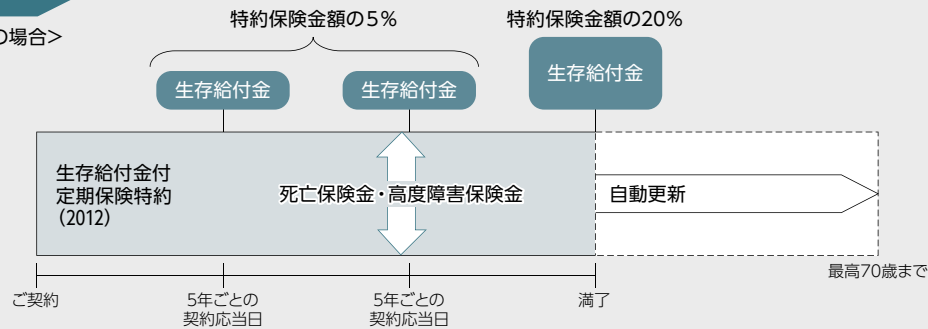 の場合>
特約保険金額の5%
特約保険金額の20%
生存給付金
生存給付金
生存給付金
生存給付金付
定期保険特約
(2012)
死亡保険金・高度障害保険金
自動更新
最高70歳まで
ご契約
5年ごとの
契約応当日
5年ごとの
契約応当日
満了